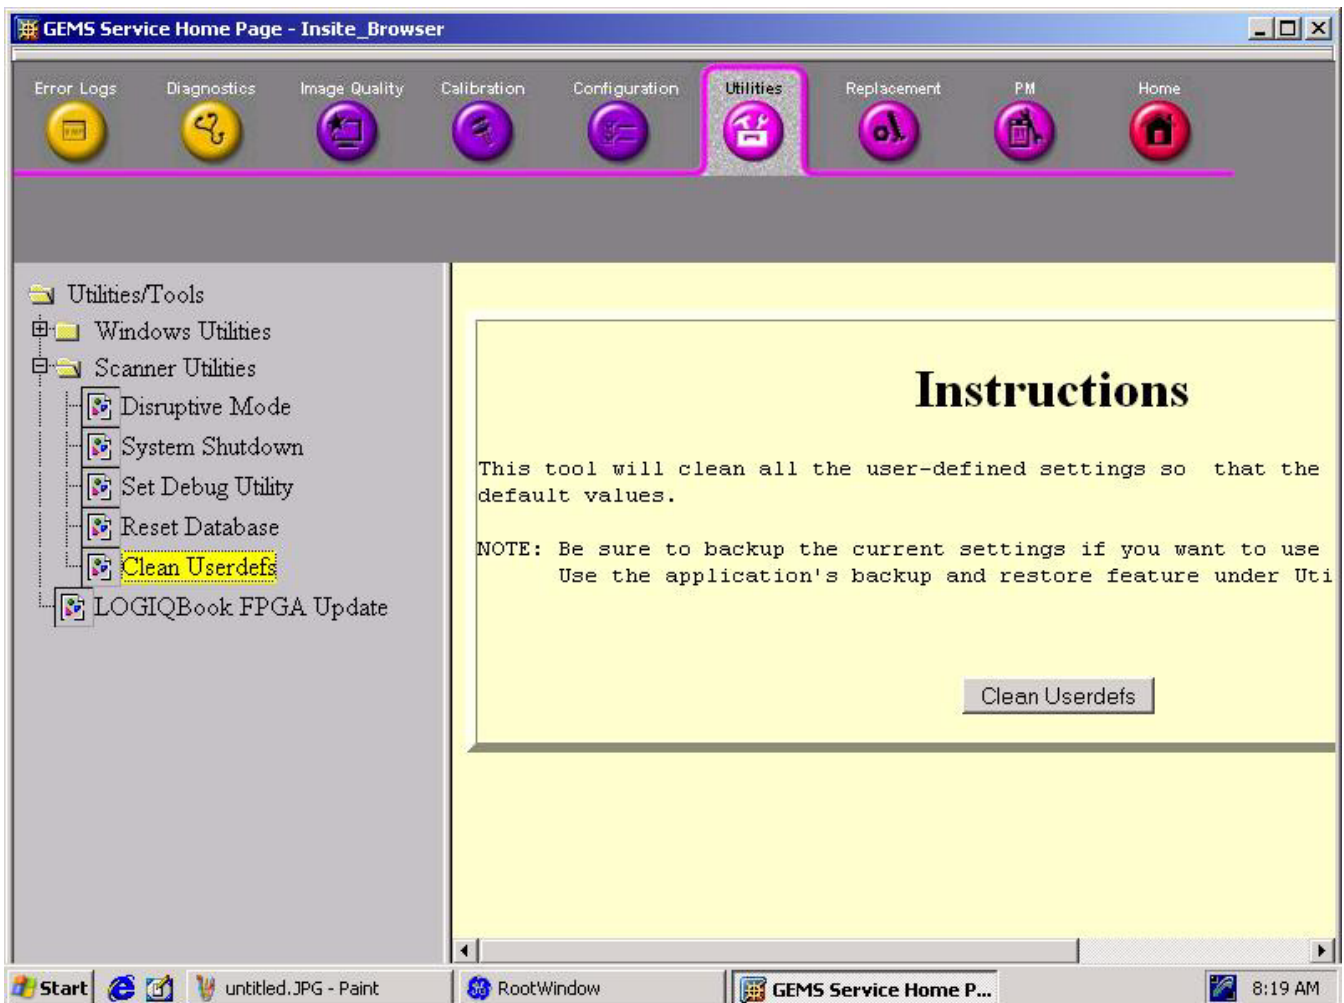 GEMS Service Home Page - Insite_Browser
Error Logs
Diagnostics
Image Quality
Calibration
Configuration
Utilities
Replacement
PM
Home
Utilities/Tools
Windows Utilities
Scanner Utilities
Disruptive Mode
System Shutdown
Set Debug Utility
Reset Database
Clean Userdefs
LOGIQBook FPGA Update
Instructions
This tool will clean all the user-defined settings so  that the
default values.
NOTE: Be sure to backup the current settings if you want to use
Use the application's backup and restore feature under Uti
Clean Userdefs
Start
untitled.JPG - Paint
RootWindow
GEMS Service Home P...
8:19 AM